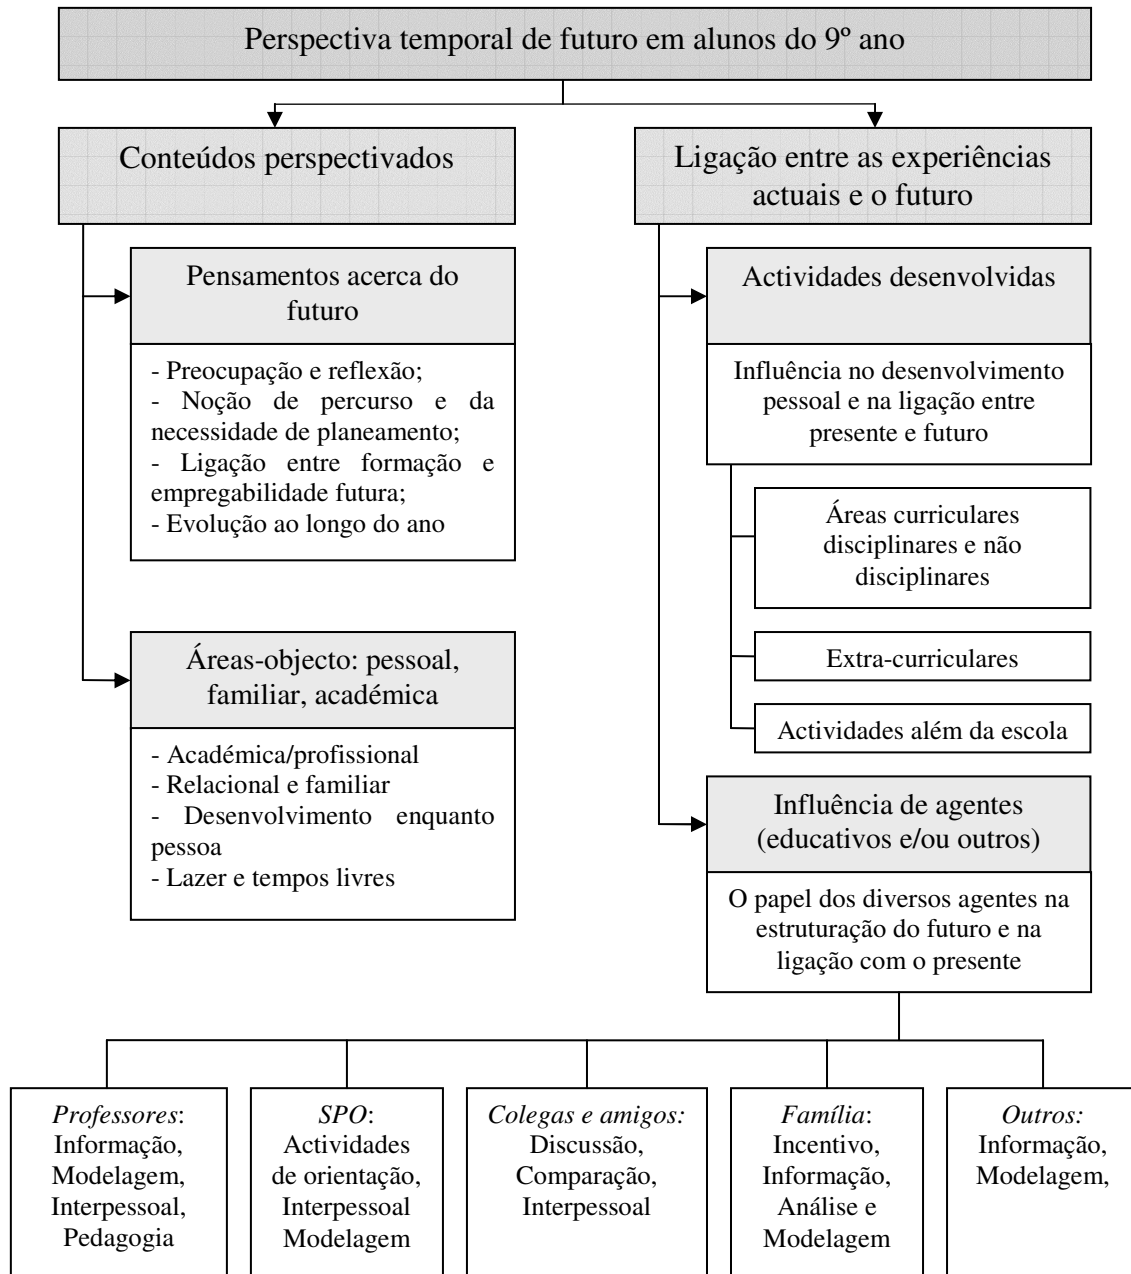 Perspectiva temporal de futuro em alunos do 9º ano
Conteúdos perspectivados
Pensamentos acerca do
futuro
- Preocupação e reflexão;
- Noção de percurso e da
necessidade de planeamento;
- Ligação entre formação e
empregabilidade futura;
- Evolução ao longo do ano
Áreas-objecto: pessoal,
familiar, académica
- Académica/profissional
- Relacional e familiar
- Desenvolvimento enquanto
pessoa
- Lazer e tempos livres
Ligação entre as experiências
actuais e o futuro
Actividades desenvolvidas
Influência no desenvolvimento
pessoal e na ligação entre
presente e futuro
Áreas curriculares
disciplinares e não
disciplinares
Extra-curriculares
Actividades além da escola
Influência de agentes
(educativos e/ou outros)
O papel dos diversos agentes na
estruturação do futuro e na
ligação com o presente
Professores:
Informação,
Modelagem,
Interpessoal,
Pedagogia
SPO:
Actividades
de orientação,
Interpessoal
Modelagem
Colegas e amigos:
Discussão,
Comparação,
Interpessoal
Família:
Incentivo,
Informação,
Análise e
Modelagem
Outros:
Informação,
Modelagem,